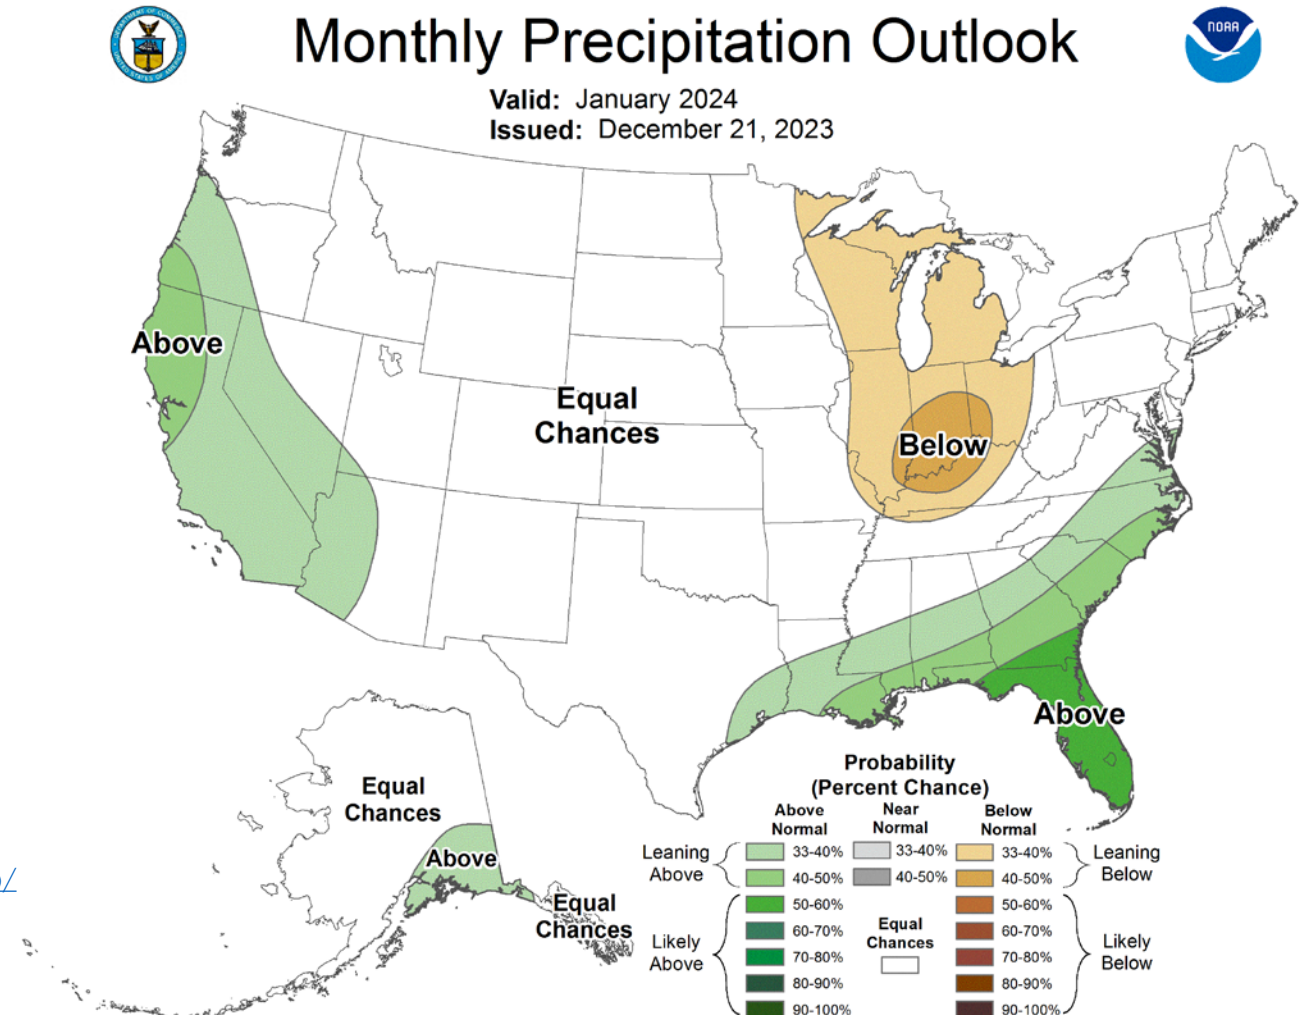 Monthly Precipitation Outlook
NOAA
Valid: January 2024
Issued: December 21, 2023
Above
Equal
Chances
Below
Above
Equal
Chances
Above
Equal
Chances
/
Probability
(Percent Chance)
Above
Normal
Near
Normal
Below
Normal
Leaning
Above
33-40% 33-40% 33-40%
40-50% 40-50% 40-50%
Leaning
Below
Likely
Above
50-60% 50-60%
60-70% 60-70%
70-80% 70-80%
80-90% 80-90%
90-100% 90-100%
Equal
Chances
Likely
Below